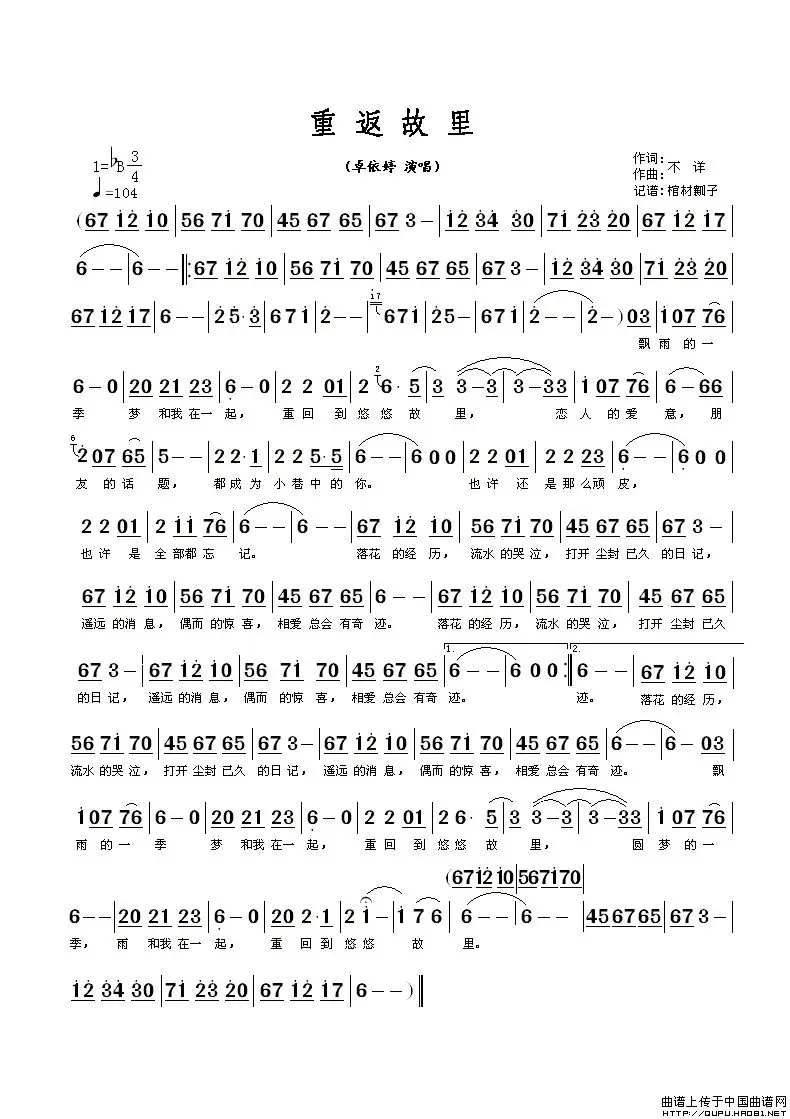 重返故里
(卓依婷 演唱)
1=♭B 3/4
♩=104
作词:
作曲: 不 详
记谱: 棺材瓤子
(67 12 10|56 71 70|45 67 65|67 3-|12 34 30|71 23 20|67 12 17|
6--|6--‖:67 12 10|56 71 70|45 67 65|67 3-|12 34 30|71 23 20|
67 12 17|6--|2 5·3|6 7 1|2--|17 671|25-|671|2--|2-)03|1 07 76|
飘 雨 的 一
6-0|20 21 23|6-0|2 2 01|2 2 6·5|3 3-3|3-33|1 07 76|6-66|
季 梦 和我 在一 起, 重 回 到 悠 悠 故 里, 恋 人 的 爱 意, 朋
6 2 07 65|5--|2 2·1|2 2 5·5|6--|6 0 0|2 2 01|2 2 23|6--|6 0 0|
友 的 话 题, 都 成 为 小 巷 中 的 你。 也 许 还 是 那么 顽 皮,
2 2 01|2 11 76|6--|6--|67 12 10|56 71 70|45 67 65|67 3-|
也 许 是 全 部都 忘 记。 落花 的经 历, 流水 的哭 泣, 打开 尘封 已久 的日 记,
67 12 10|56 71 70|45 67 65|6--|67 12 10|56 71 70|45 67 65|
遥远 的消 息, 偶而 的惊 喜, 相爱 总会 有奇 迹。 落花 的经 历, 流水 的哭 泣, 打开 尘封 已久
67 3-|67 12 10|56 71 70|45 67 65|1. 6--|6 0 0:‖2. 6--|67 12 10|
的日 记, 遥远 的消 息, 偶而 的惊 喜, 相爱 总会 有奇 迹。 迹。 落花 的经 历,
56 71 70|45 67 65|67 3-|67 12 10|56 71 70|45 67 65|6--|6-03|
流水 的哭 泣, 打开 尘封 已久 的日 记, 遥远 的消 息, 偶而 的惊 喜, 相爱 总会 有奇 迹。 飘
1 07 76|6-0|20 21 23|6-0|2 2 01|2 6·5|3 3-3|3-33|1 07 76|
雨 的 一 季 梦 和我 在一 起, 重 回 到 悠 悠 故 里, 圆 梦 的 一
(67 12 10|56 71 70
6--|20 21 23|6-0|20 2·1|2 1-|1 7 6|6--|6--|45 67 65|67 3-|
季, 雨 和我 在一 起, 重 回 到 悠 悠 故 里。
12 34 30|71 23 20|67 12 17|6--)‖
曲谱上传于中国曲谱网
HTTP://QUPU.HAO81.NET